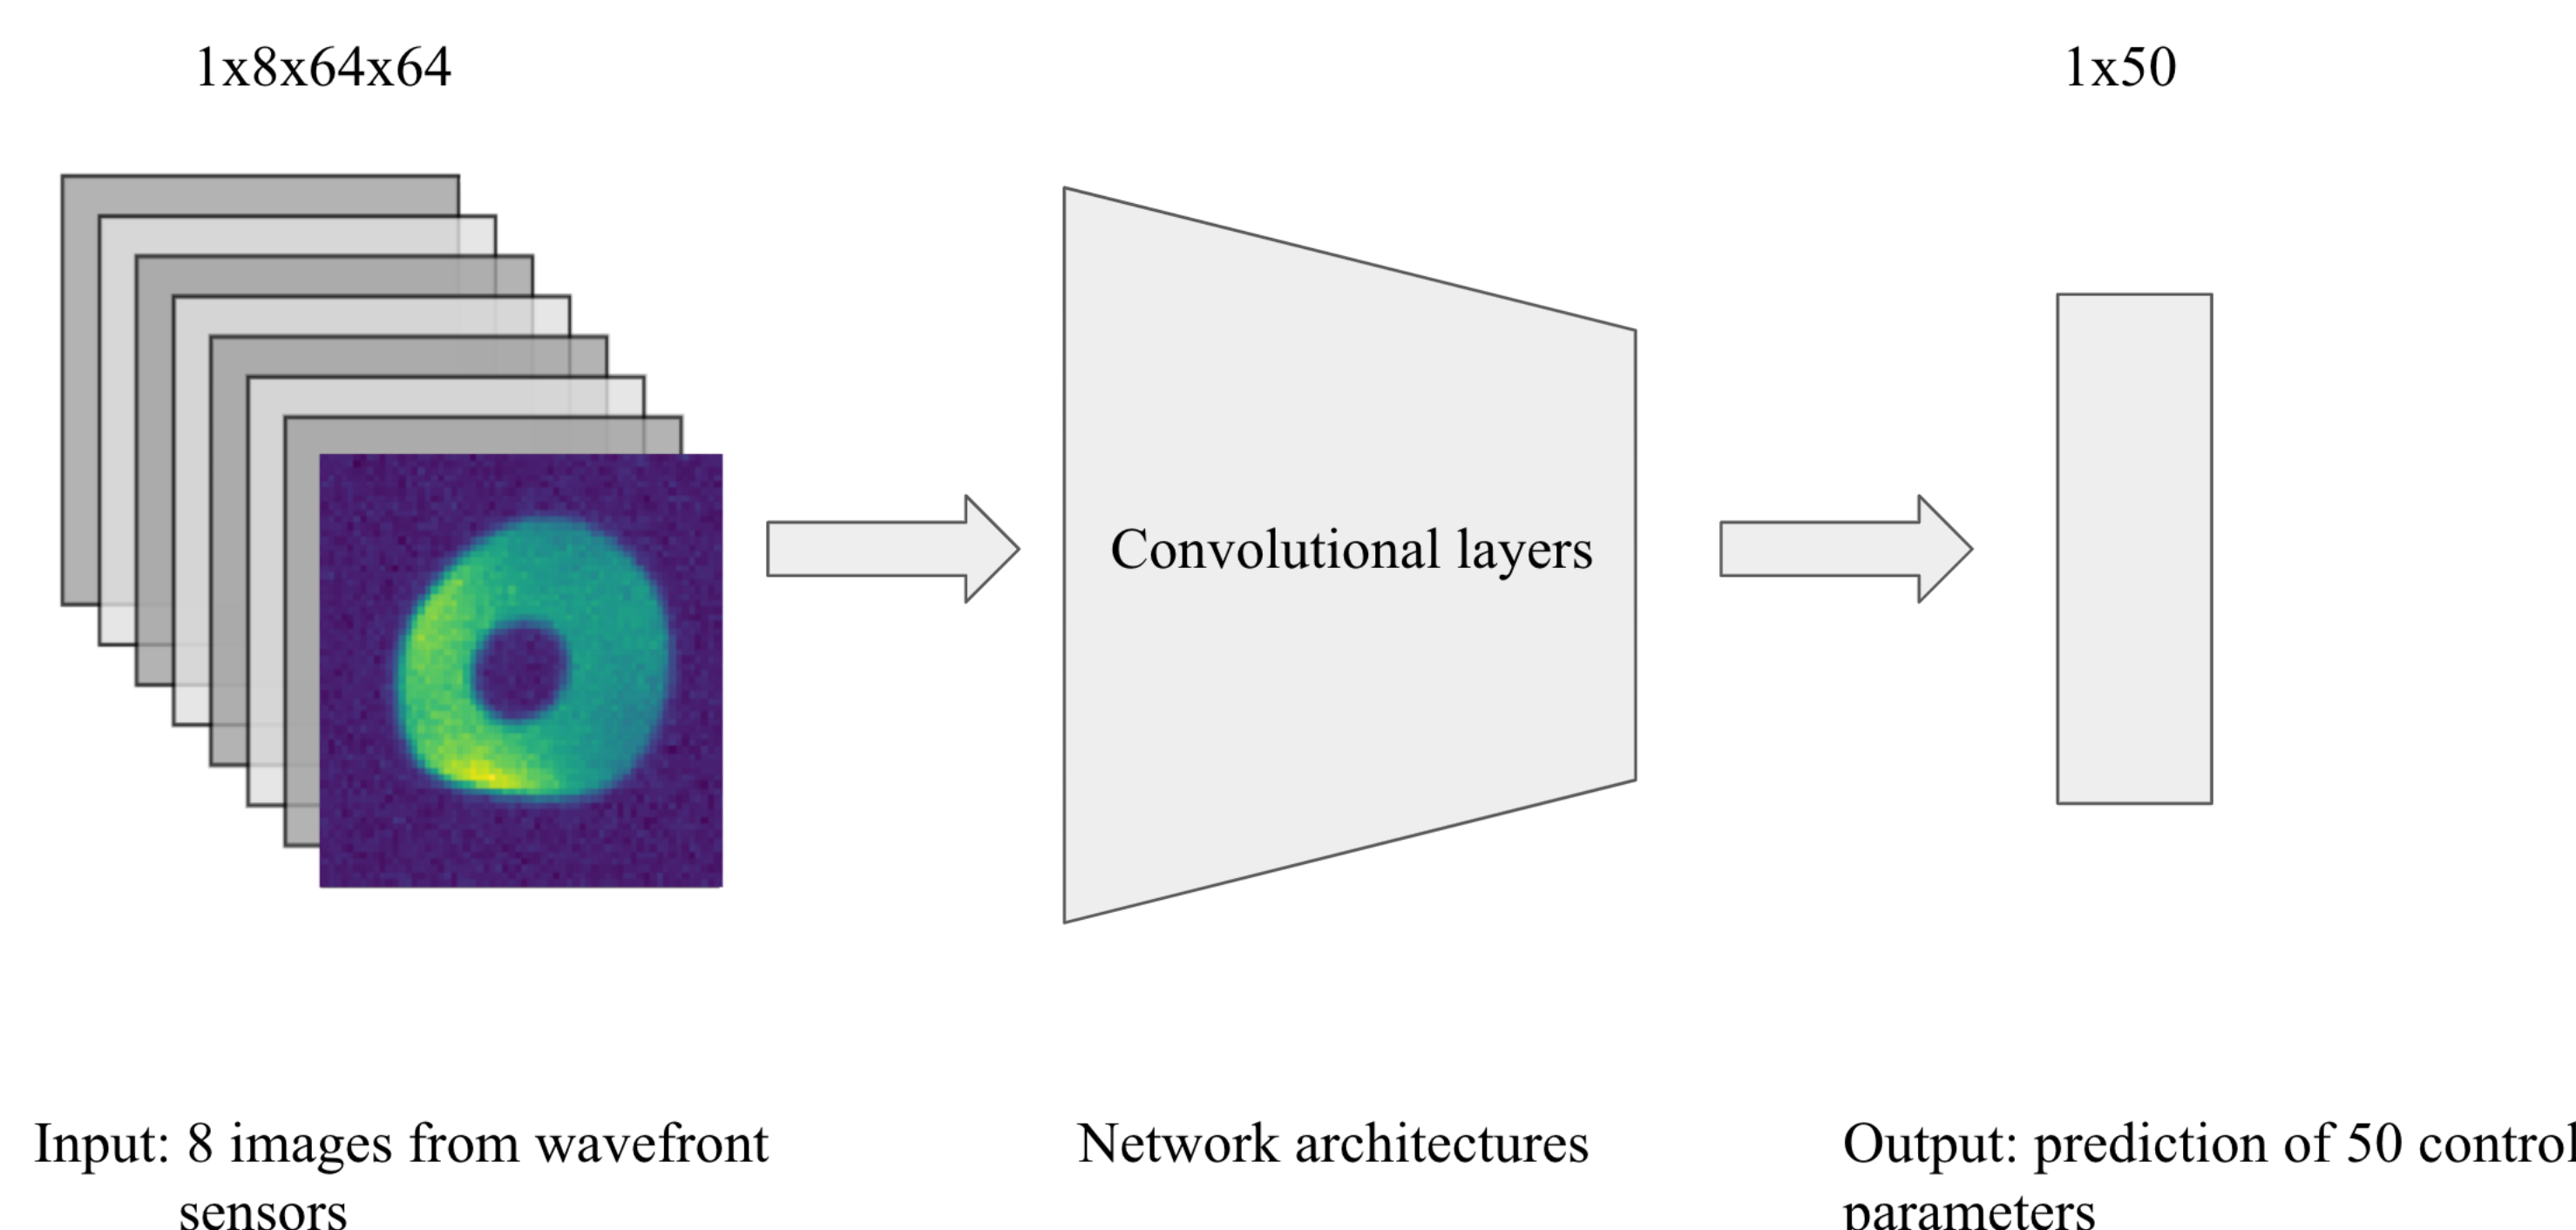 1x8x64x64
1x50
Convolutional layers
Input: 8 images from wavefront
sensors
Network architectures
Output: prediction of 50 control
parameters